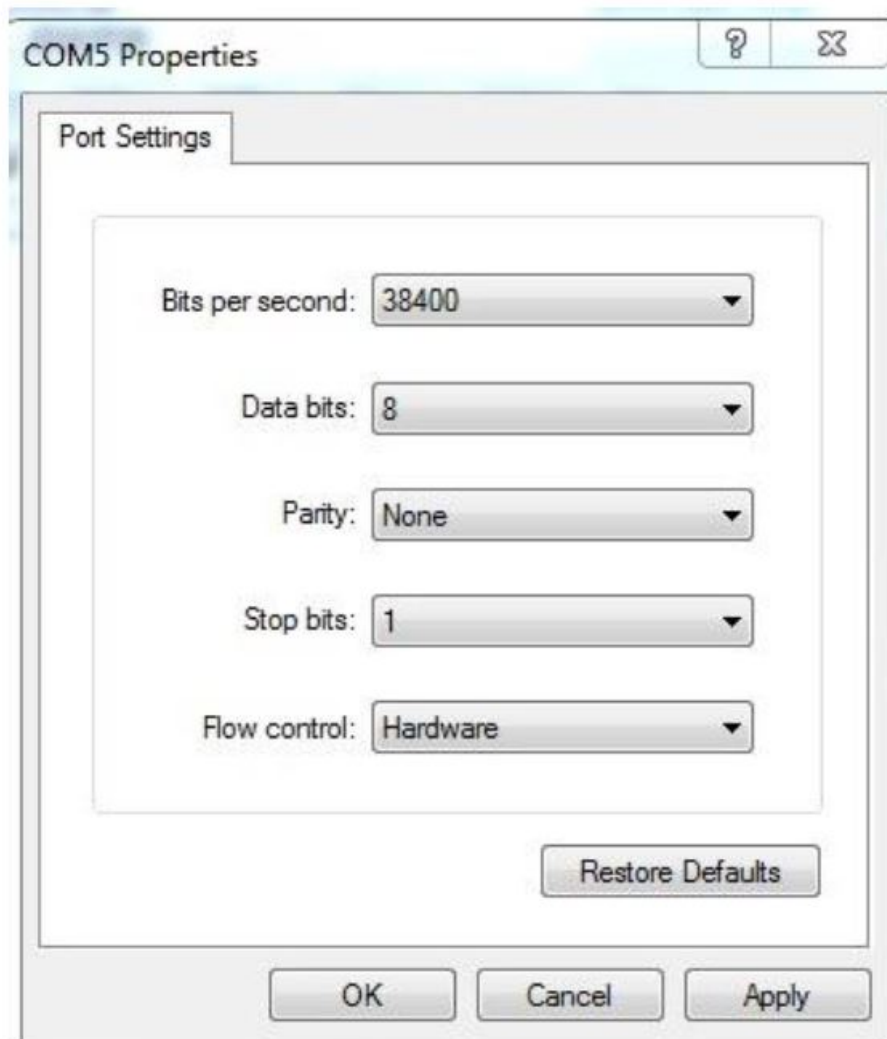 COM5 Properties
Port Settings
Bits per second: 38400
Data bits: 8
Parity: None
Stop bits: 1
Flow control: Hardware
Restore Defaults
OK Cancel Apply